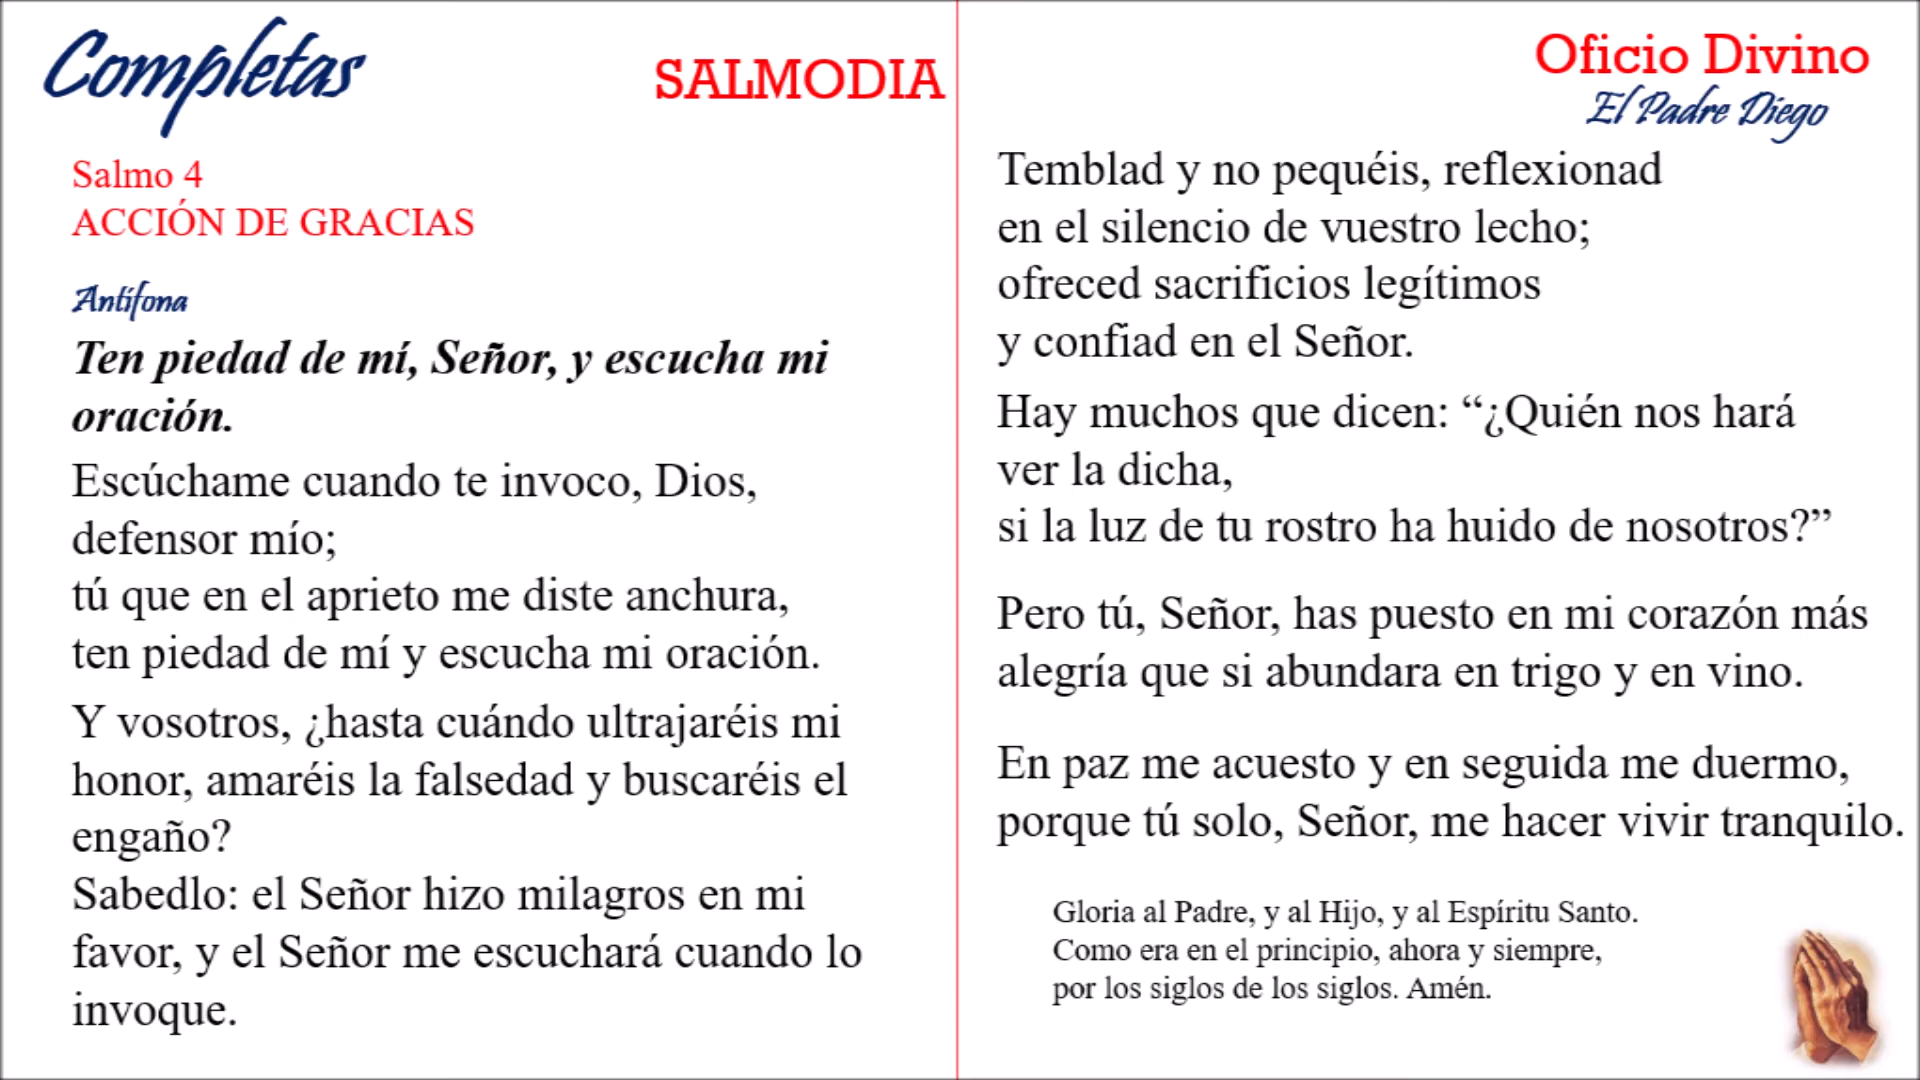 Completas
SALMODIA
Salmo 4
ACCIÓN DE GRACIAS
Antífona
Ten piedad de mí, Señor, y escucha mi
oración.
Escúchame cuando te invoco, Dios,
defensor mío;
tú que en el aprieto me diste anchura,
ten piedad de mí y escucha mi oración.
Y vosotros, ¿hasta cuándo ultrajaréis mi
honor, amaréis la falsedad y buscaréis el
engaño?
Sabedlo: el Señor hizo milagros en mi
favor, y el Señor me escuchará cuando lo
invoque.
Oficio Divino
El Padre Diego
Temblad y no pequéis, reflexionad
en el silencio de vuestro lecho;
ofreced sacrificios legítimos
y confiad en el Señor.
Hay muchos que dicen: “¿Quién nos hará
ver la dicha,
si la luz de tu rostro ha huido de nosotros?”
Pero tú, Señor, has puesto en mi corazón más
alegría que si abundara en trigo y en vino.
En paz me acuesto y en seguida me duermo,
porque tú solo, Señor, me hacer vivir tranquilo.
Gloria al Padre, y al Hijo, y al Espíritu Santo.
Como era en el principio, ahora y siempre,
por los siglos de los siglos. Amén.